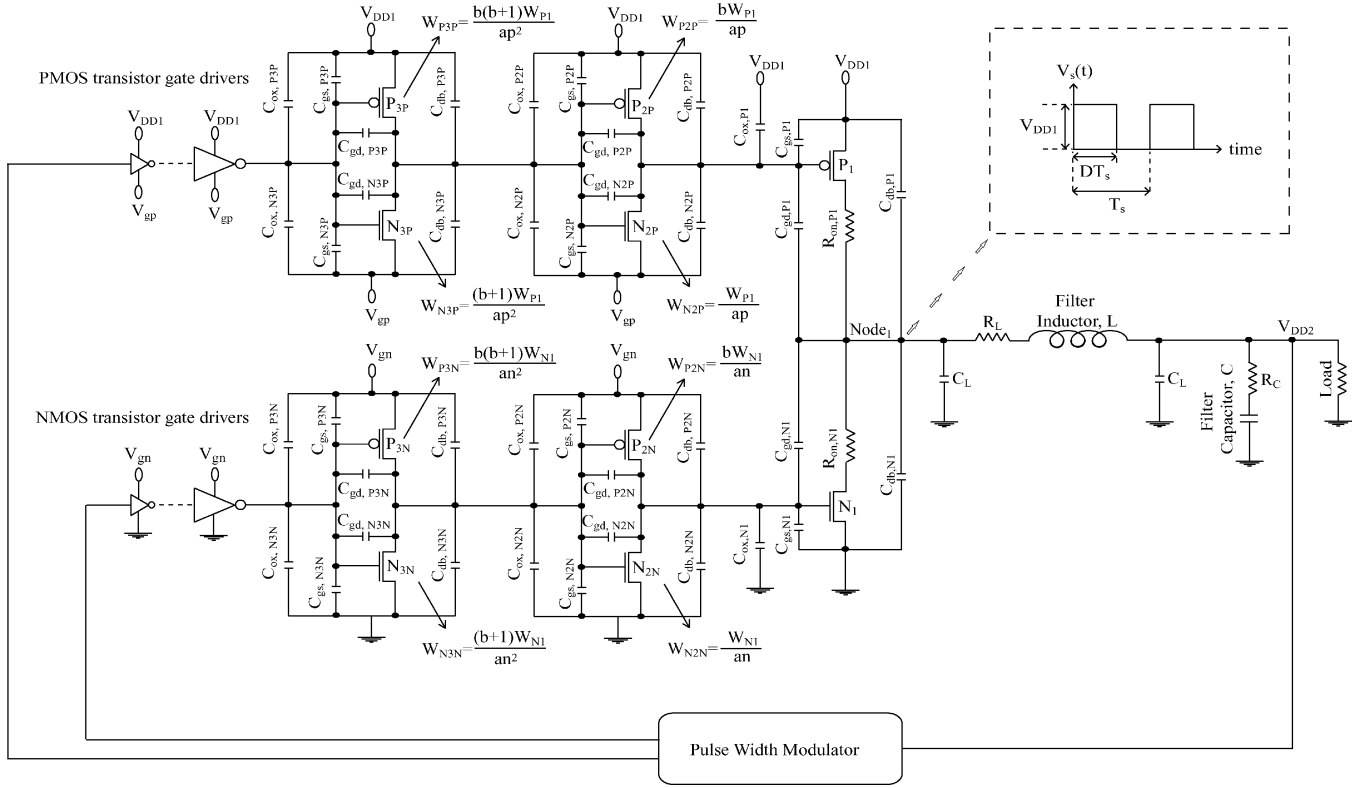 PMOS transistor gate drivers
V_DD1
V_DD1
V_gp
V_gp
V_DD1
C_ox, P3P
C_gs, P3P
P_3P
C_db, P3P
C_gd, P3P
C_gd, N3P
C_ox, N3P
C_gs, N3P
N_3P
C_db, N3P
V_gp
W_P3P= b(b+1)W_P1 / ap²
W_N3P= (b+1)W_P1 / ap²
V_DD1
C_ox, P2P
C_gs, P2P
P_2P
C_db, P2P
C_gd, P2P
C_gd, N2P
C_ox, N2P
C_gs, N2P
N_2P
C_db, N2P
V_gp
W_P2P= bW_P1 / ap
W_N2P= W_P1 / ap
V_DD1
V_DD1
C_ox,P1
C_gs,P1
P_1
C_gd,P1
R_on,P1
C_db,P1
V_s(t)
V_DD1
time
DT_s
T_s
Node_1
R_L
Filter
Inductor, L
V_DD2
C_L
C_L
Filter
Capacitor, C
R_C
Load
NMOS transistor gate drivers
V_gn
V_gn
V_gn
C_ox, P3N
C_gs, P3N
P_3N
C_db, P3N
C_gd, P3N
C_gd, N3N
C_ox, N3N
C_gs, N3N
N_3N
C_db, N3N
W_P3N= b(b+1)W_N1 / an²
W_N3N= (b+1)W_N1 / an²
V_gn
C_ox, P2N
C_gs, P2N
P_2N
C_db, P2N
C_gd, P2N
C_gd, N2N
C_ox, N2N
C_gs, N2N
N_2N
C_db, N2N
W_P2N= bW_N1 / an
W_N2N= W_N1 / an
C_gd,N1
R_on,N1
C_db,N1
N_1
C_ox,N1
C_gs,N1
Pulse Width Modulator